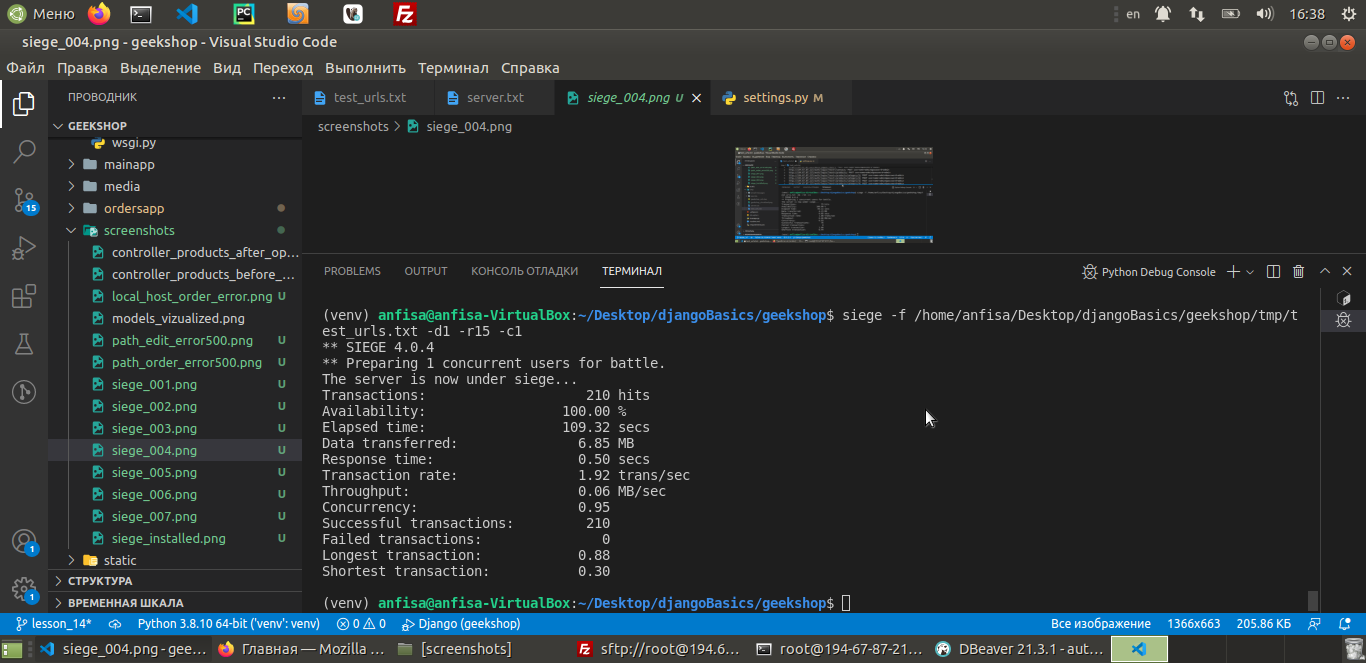 Меню
en
16:38
siege_004.png - geekshop - Visual Studio Code
Файл Правка Выделение Вид Переход Выполнить Терминал Справка
ПРОВОДНИК
test_urls.txt
server.txt
siege_004.png U
settings.py M
GEEKSHOP
screenshots > siege_004.png
wsgi.py
mainapp
media
ordersapp
screenshots
controller_products_after_op...
controller_products_before_...
local_host_order_error.png U
models_vizualized.png
path_edit_error500.png U
path_order_error500.png U
siege_001.png U
siege_002.png U
siege_003.png U
siege_004.png U
siege_005.png U
siege_006.png U
siege_007.png U
siege_installed.png U
static
СТРУКТУРА
ВРЕМЕННАЯ ШКАЛА
15
1
1
PROBLEMS OUTPUT КОНСОЛЬ ОТЛАДКИ ТЕРМИНАЛ
Python Debug Console
(venv) anfisa@anfisa-VirtualBox:~/Desktop/djangoBasics/geekshop$ siege -f /home/anfisa/Desktop/djangoBasics/geekshop/tmp/t
est_urls.txt -d1 -r15 -c1
** SIEGE 4.0.4
** Preparing 1 concurrent users for battle.
The server is now under siege...
Transactions: 210 hits
Availability: 100.00 %
Elapsed time: 109.32 secs
Data transferred: 6.85 MB
Response time: 0.50 secs
Transaction rate: 1.92 trans/sec
Throughput: 0.06 MB/sec
Concurrency: 0.95
Successful transactions: 210
Failed transactions: 0
Longest transaction: 0.88
Shortest transaction: 0.30
(venv) anfisa@anfisa-VirtualBox:~/Desktop/djangoBasics/geekshop$
lesson_14* Python 3.8.10 64-bit ('venv': venv) 0 0 Django (geekshop) Все изображение 1366x663 205.86 КБ
siege_004.png - gee... Главная — Mozilla ... [screenshots] sftp://root@194.6... root@194-67-87-21... DBeaver 21.3.1 - aut...